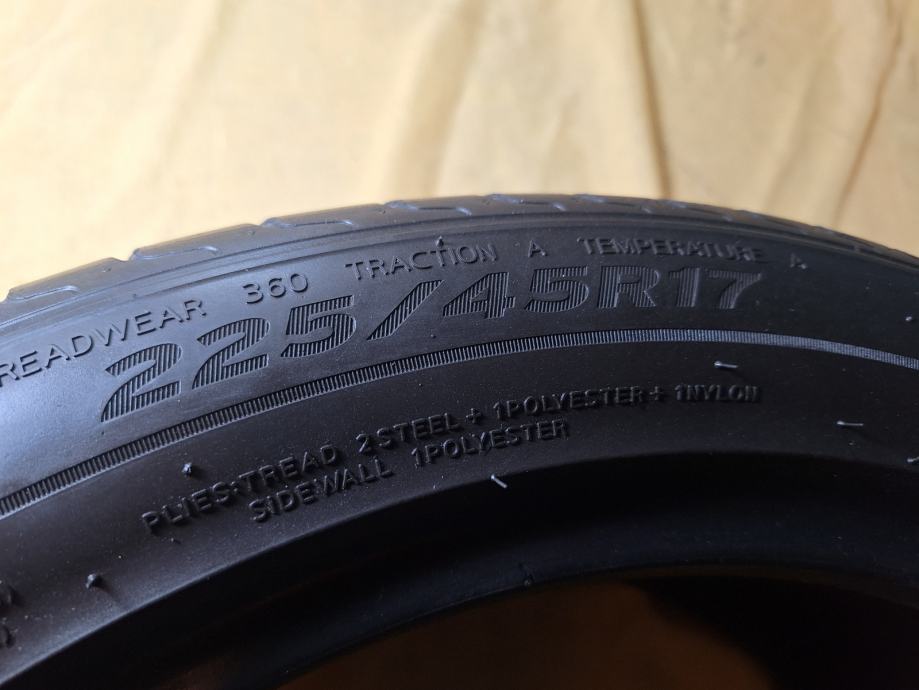 READWEAR 360 TRACTION A TEMPERATURE A
225/45R17
PLIES:TREAD 2STEEL + 1POLYESTER + 1NYLON
SIDEWALL 1POLYESTER